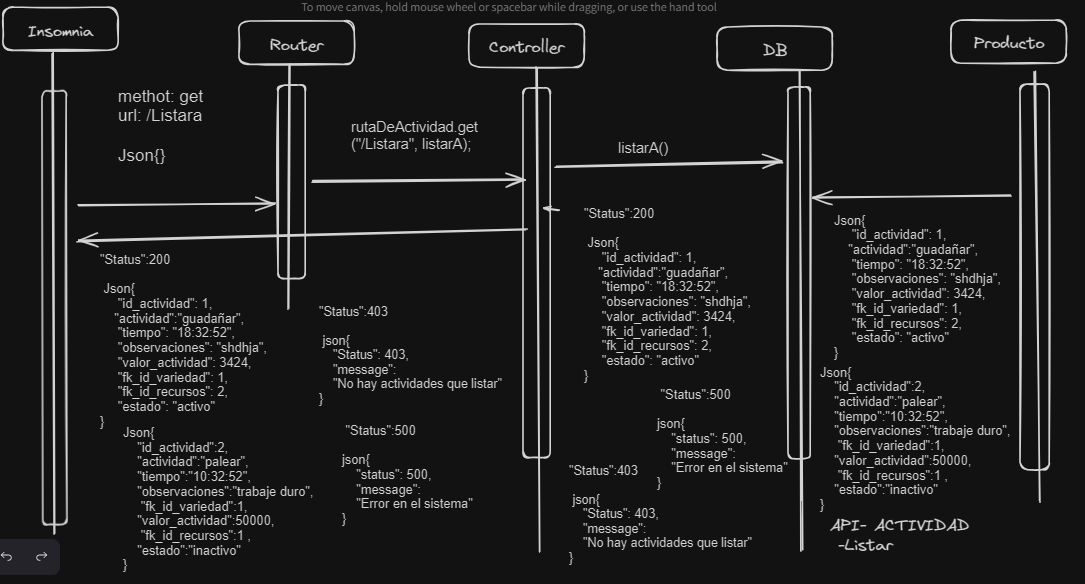 To move canvas, hold mouse wheel or spacebar while dragging, or use the hand tool
Insomnia
Router
Controller
DB
Producto
methot: get
url: /Listara
Json{}
rutaDeActividad.get
("/Listara", listarA);
listarA()
"Status":200
Json{
"id_actividad": 1,
"actividad":"guadañar",
"tiempo": "18:32:52",
"observaciones": "shdhja",
"valor_actividad": 3424,
"fk_id_variedad": 1,
"fk_id_recursos": 2,
"estado": "activo"
}
Json{
"id_actividad":2,
"actividad":"palear",
"tiempo":"10:32:52",
"observaciones":"trabaje duro",
"fk_id_variedad":1,
"valor_actividad":50000,
"fk_id_recursos":1 ,
"estado":"inactivo"
}
"Status":403
json{
"Status": 403,
"message":
"No hay actividades que listar"
}
"Status":500
json{
"status": 500,
"message":
"Error en el sistema"
}
"Status":200
Json{
"id_actividad": 1,
"actividad":"guadañar",
"tiempo": "18:32:52",
"observaciones": "shdhja",
"valor_actividad": 3424,
"fk_id_variedad": 1,
"fk_id_recursos": 2,
"estado": "activo"
}
"Status":500
json{
"status": 500,
"message":
"Error en el sistema"
}
"Status":403
json{
"Status": 403,
"message":
"No hay actividades que listar"
}
Json{
"id_actividad": 1,
"actividad":"guadañar",
"tiempo": "18:32:52",
"observaciones": "shdhja",
"valor_actividad": 3424,
"fk_id_variedad": 1,
"fk_id_recursos": 2,
"estado": "activo"
}
Json{
"id_actividad":2,
"actividad":"palear",
"tiempo":"10:32:52",
"observaciones":"trabaje duro",
"fk_id_variedad":1,
"valor_actividad":50000,
"fk_id_recursos":1 ,
"estado":"inactivo"
}
API- ACTIVIDAD
-Listar